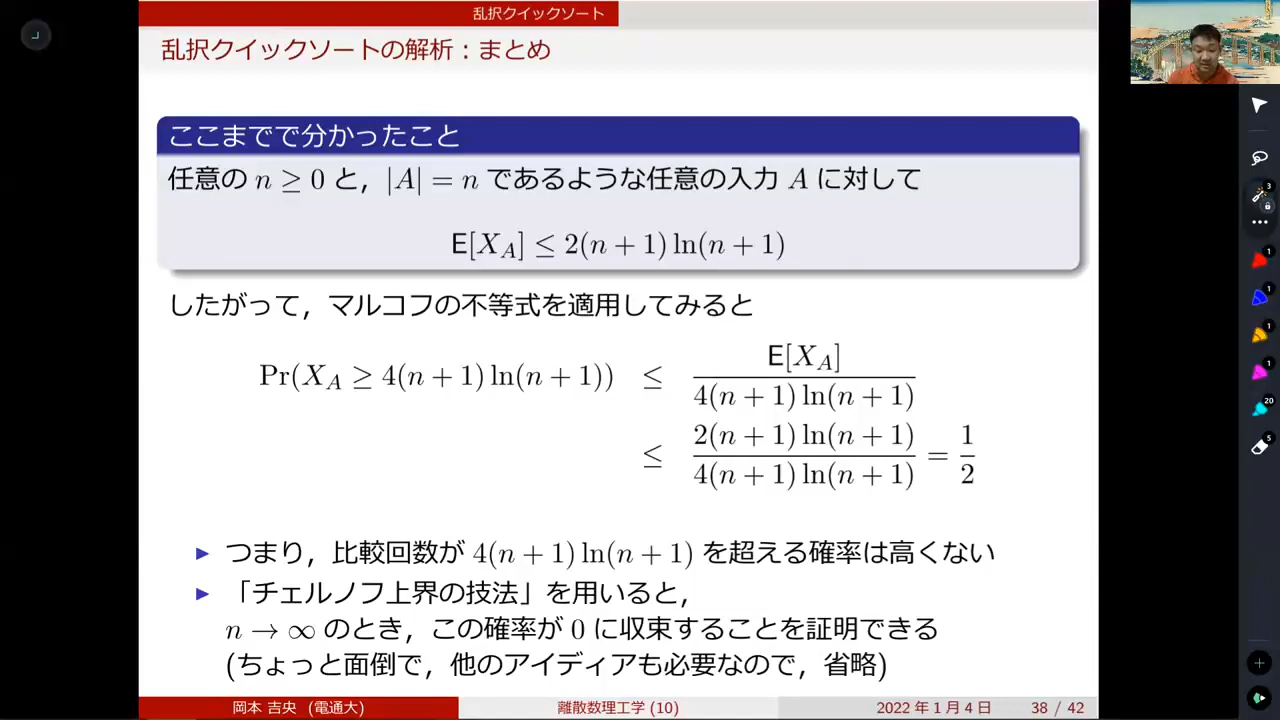 乱択クイックソート
乱択クイックソートの解析：まとめ
ここまでで分かったこと
任意の n ≥ 0 と，|A| = n であるような任意の入力 A に対して
E[X_A] ≤ 2(n + 1) ln(n + 1)
したがって，マルコフの不等式を適用してみると
Pr(X_A ≥ 4(n + 1) ln(n + 1)) ≤ E[X_A] / 4(n + 1) ln(n + 1)
≤ 2(n + 1) ln(n + 1) / 4(n + 1) ln(n + 1) = 1/2
▶ つまり，比較回数が 4(n + 1) ln(n + 1) を超える確率は高くない
▶ 「チェルノフ上界の技法」を用いると，
n → ∞ のとき，この確率が 0 に収束することを証明できる
(ちょっと面倒で，他のアイディアも必要なので，省略)
岡本 吉央 (電通大) 離散数理工学 (10) 2022 年 1 月 4 日 38 / 42
3
1
1
1
1
20
5